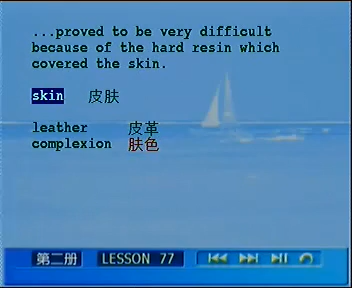 ...proved to be very difficult
because of the hard resin which
covered the skin.
skin 皮肤
leather 皮革
complexion 肤色
第二册 LESSON 77